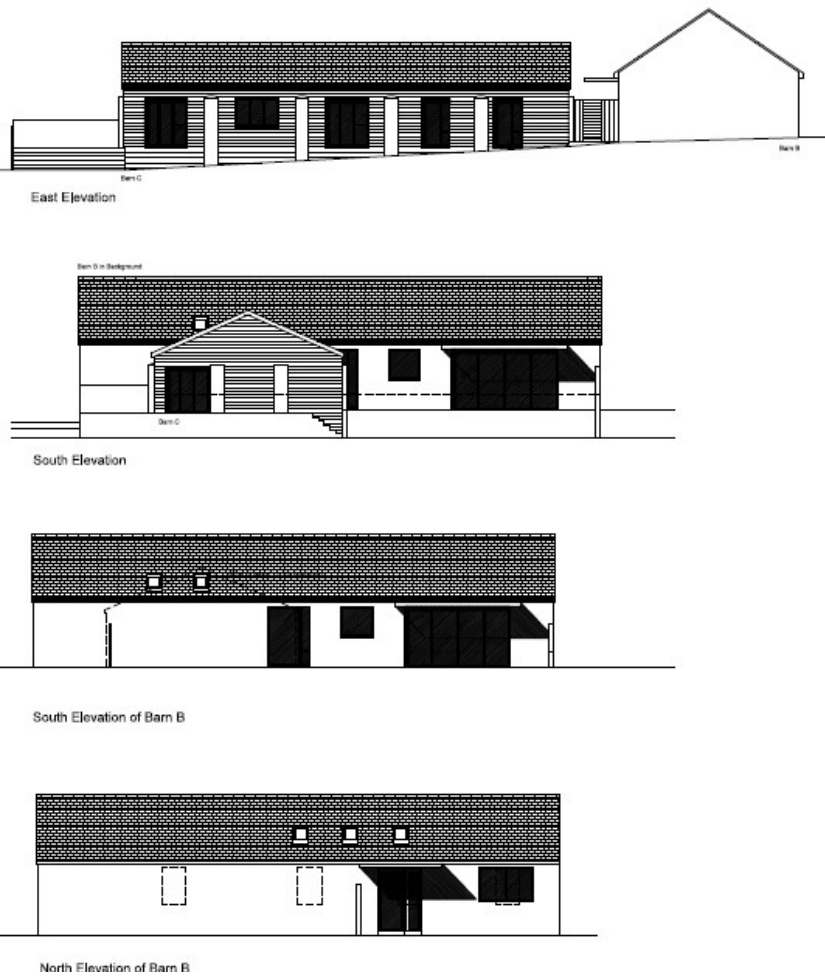 Barn B
Barn C
East Elevation
Barn B in Background
Barn C
South Elevation
South Elevation of Barn B
North Elevation of Barn B